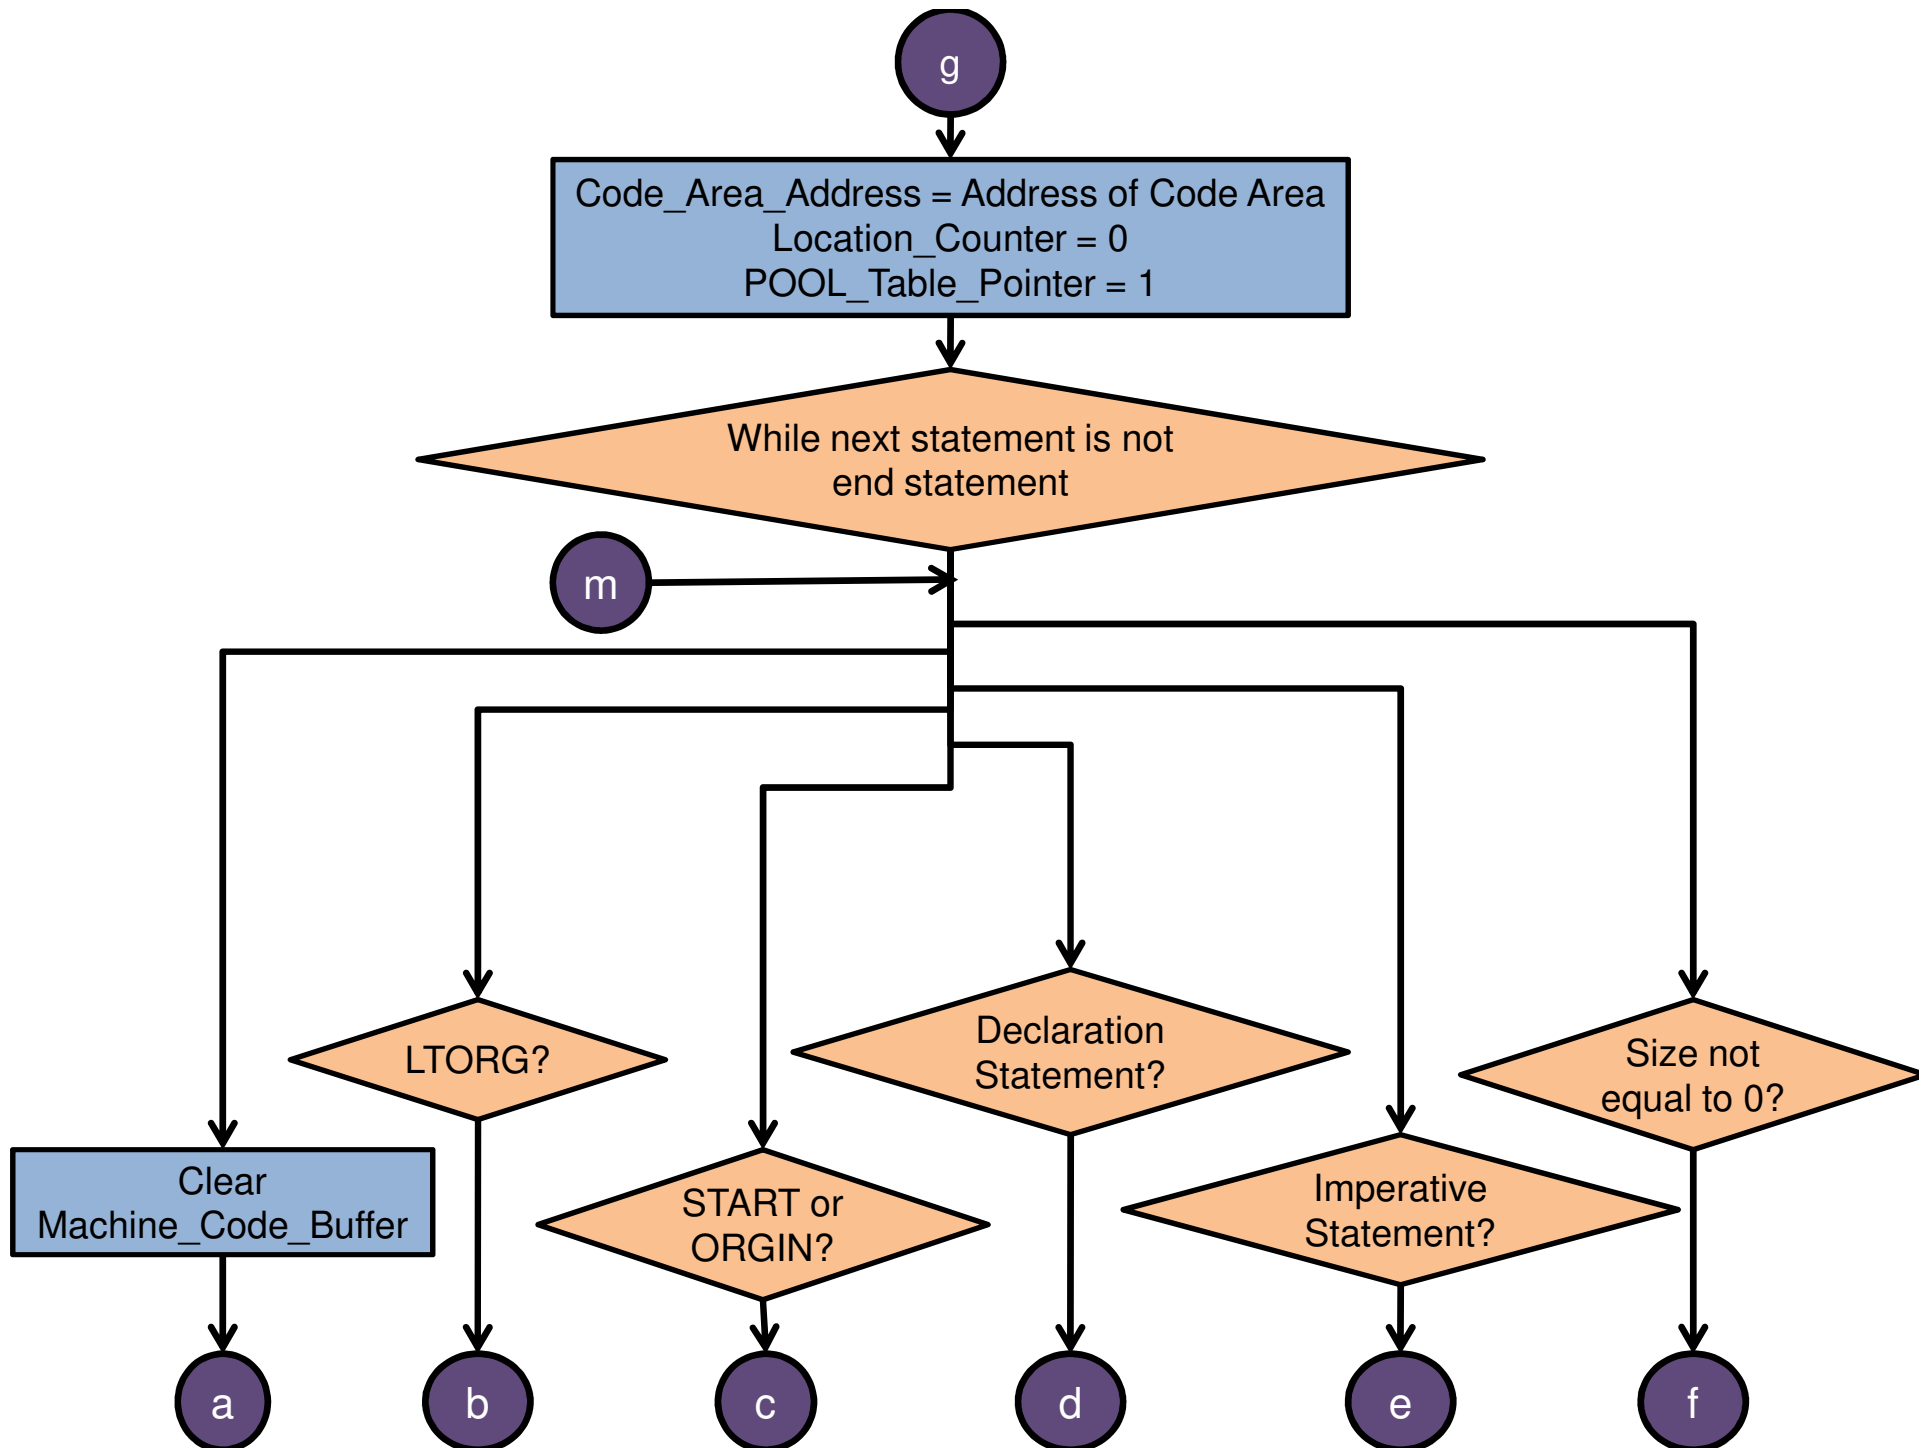 g
Code_Area_Address = Address of Code Area
Location_Counter = 0
POOL_Table_Pointer = 1
While next statement is not
end statement
m
LTORG?
START or
ORGIN?
Declaration
Statement?
Imperative
Statement?
Size not
equal to 0?
Clear
Machine_Code_Buffer
a
b
c
d
e
f